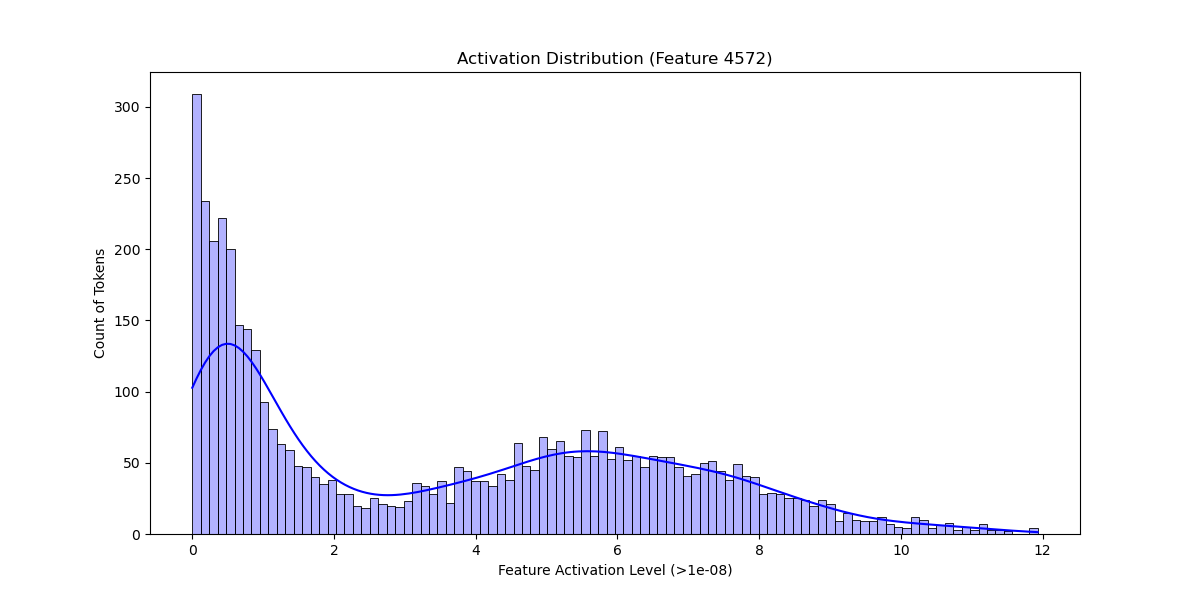 Activation Distribution (Feature 4572)
Count of Tokens
300
250
200
150
100
50
0
0 2 4 6 8 10 12
Feature Activation Level (>1e-08)